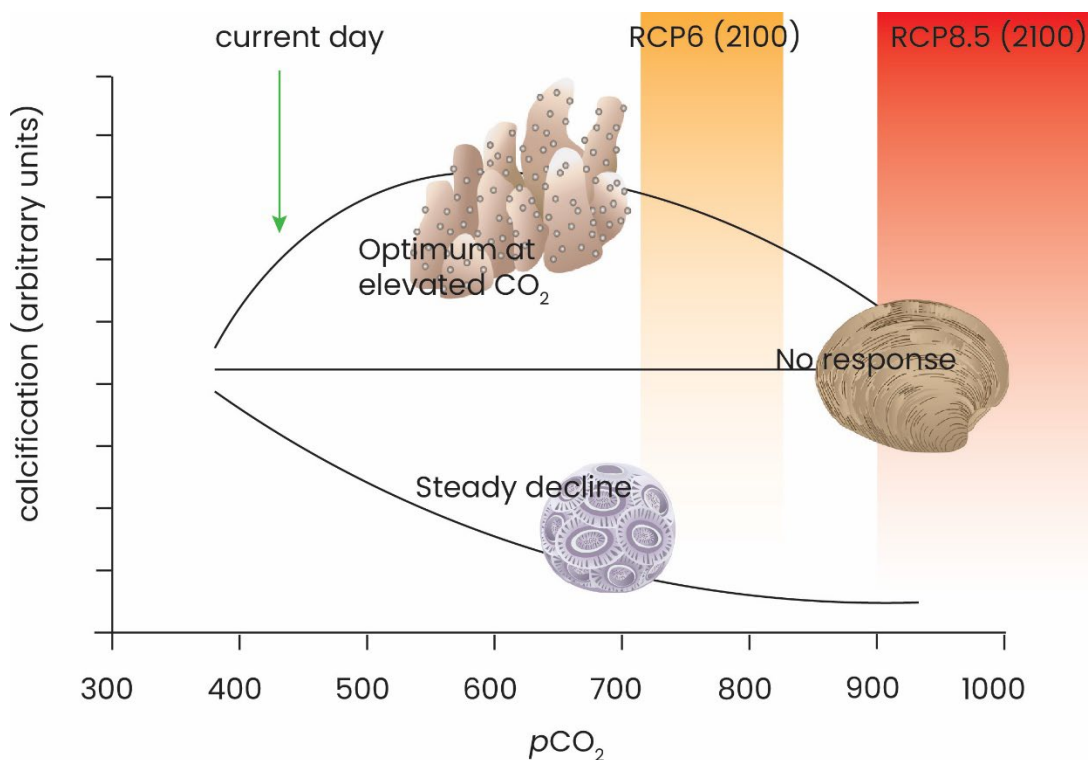 current day
RCP6 (2100)
RCP8.5 (2100)
calcification (arbitrary units)
Optimum at
elevated CO₂
No response
Steady decline
300 400 500 600 700 800 900 1000
pCO₂